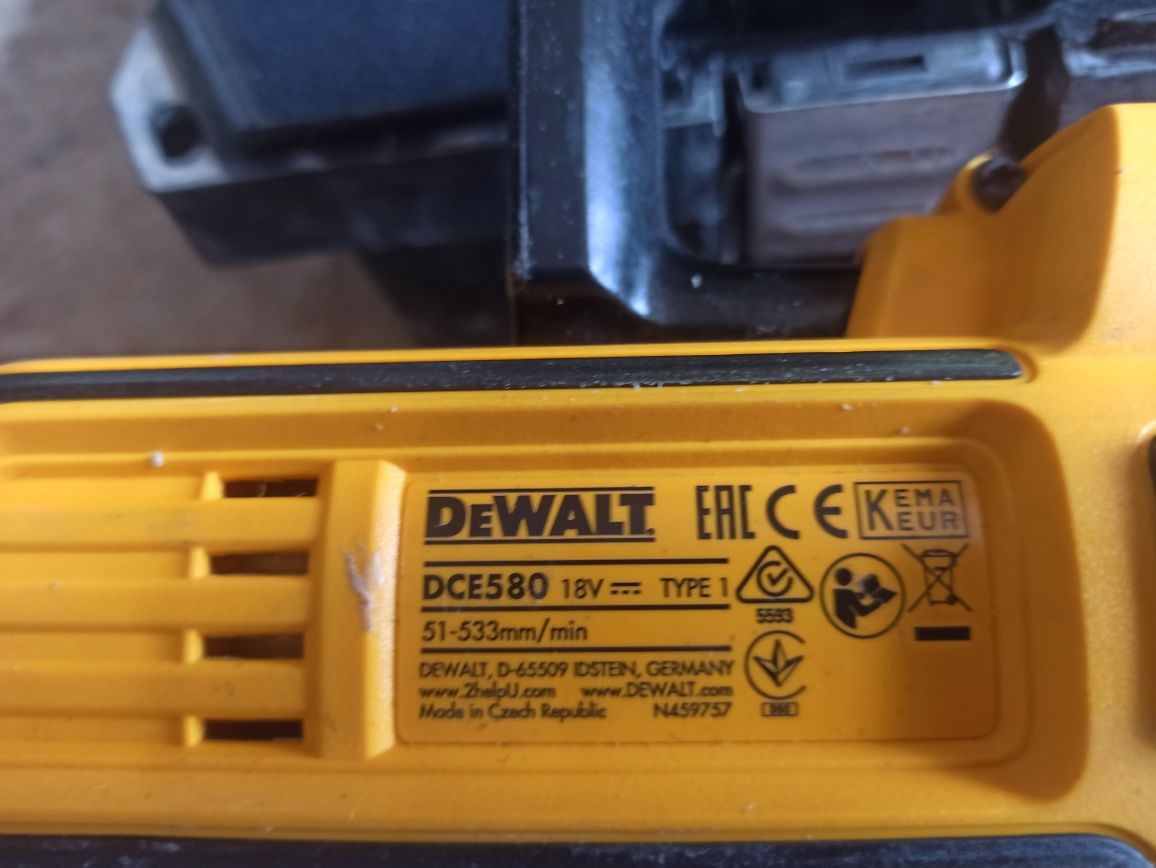 DEWALT
EAC CE KEMA EUR
DCE580 18V TYPE 1
5593
51-533mm/min
DEWALT, D-65509 IDSTEIN, GERMANY
www.2helpU.com www.DEWALT.com
Made in Czech Republic N459757